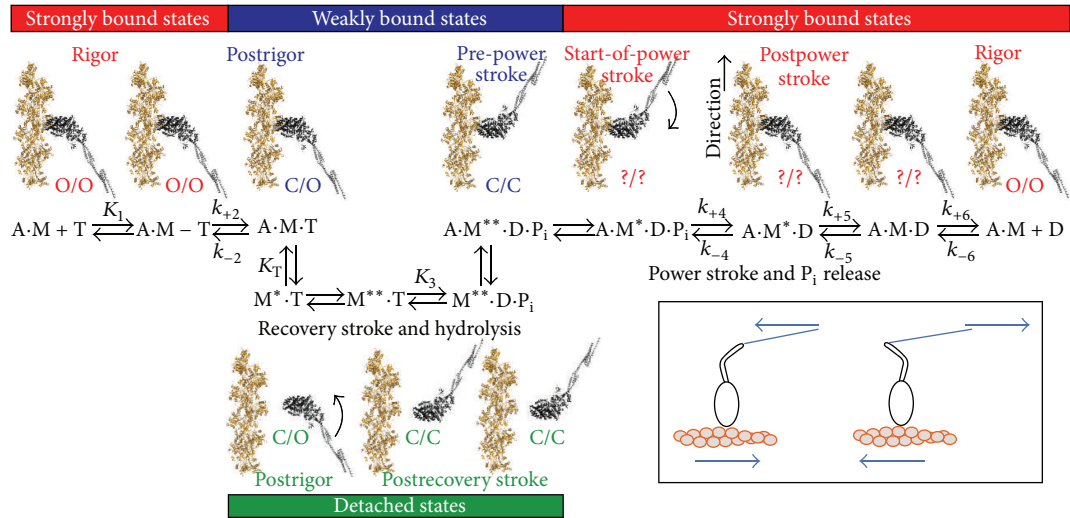 Strongly bound states
Weakly bound states
Strongly bound states
Rigor
Postrigor
Pre-power
stroke
Start-of-power
stroke
Direction
Postpower
stroke
Rigor
O/O
O/O
C/O
C/C
?/?
?/?
?/?
O/O
A·M + T K₁ A·M − T k₊₂ k₋₂ A·M·T
A·M**·D·Pᵢ A·M*·D·Pᵢ k₊₄ k₋₄ A·M*·D k₊₅ k₋₅ A·M·D k₊₆ k₋₆ A·M + D
Power stroke and Pᵢ release
K_T
M*·T M**·T K₃ M**·D·Pᵢ
Recovery stroke and hydrolysis
C/O
C/C
C/C
Postrigor
Postrecovery stroke
Detached states